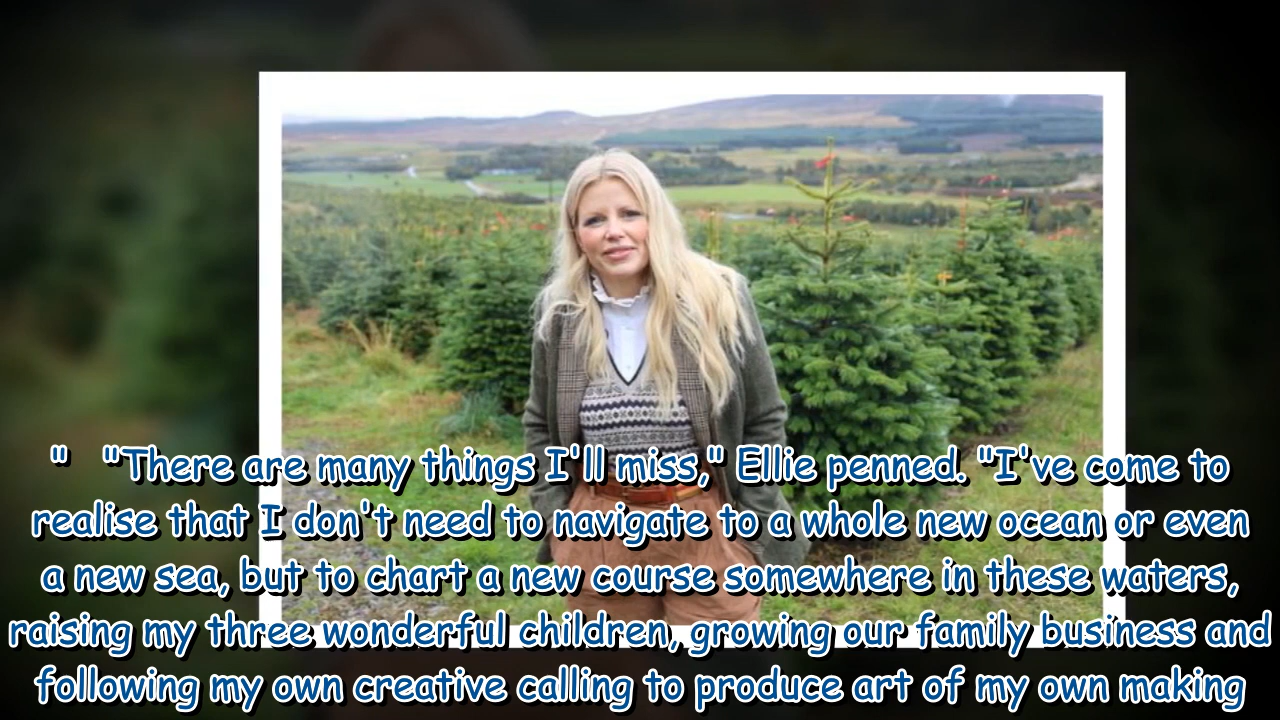 " "There are many things I'll miss," Ellie penned. "I've come to
realise that I don't need to navigate to a whole new ocean or even
a new sea, but to chart a new course somewhere in these waters,
raising my three wonderful children, growing our family business and
following my own creative calling to produce art of my own making